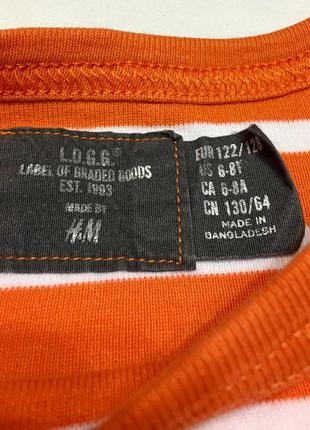 L.O.G.G.®
LABEL OF GRADED GOODS
EST. 1993
MADE BY
H&M
EUR 122/128
US 6-8Y
CA 6-8A
CN 130/64
MADE IN
BANGLADESH